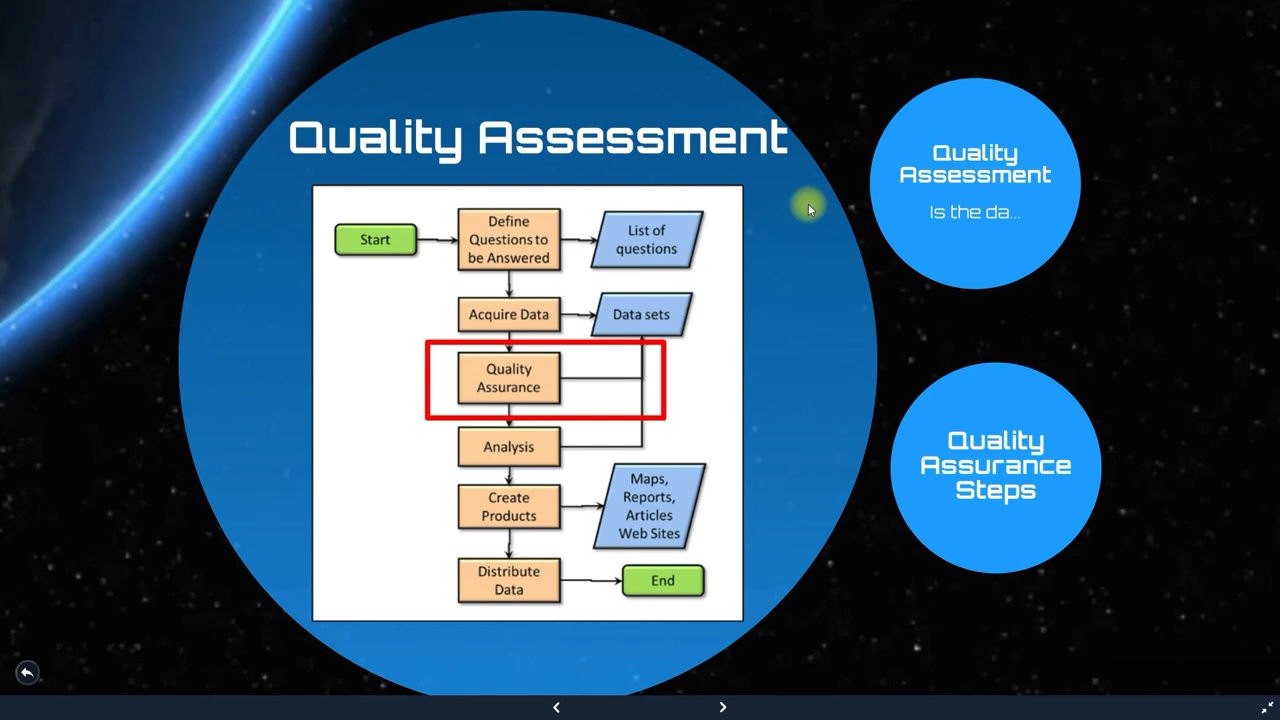 Quality Assessment
Start
Define
Questions to
be Answered
List of
questions
Acquire Data
Data sets
Quality
Assurance
Analysis
Create
Products
Maps,
Reports,
Articles
Web Sites
Distribute
Data
End
Quality
Assessment
Is the da...
Quality
Assurance
Steps